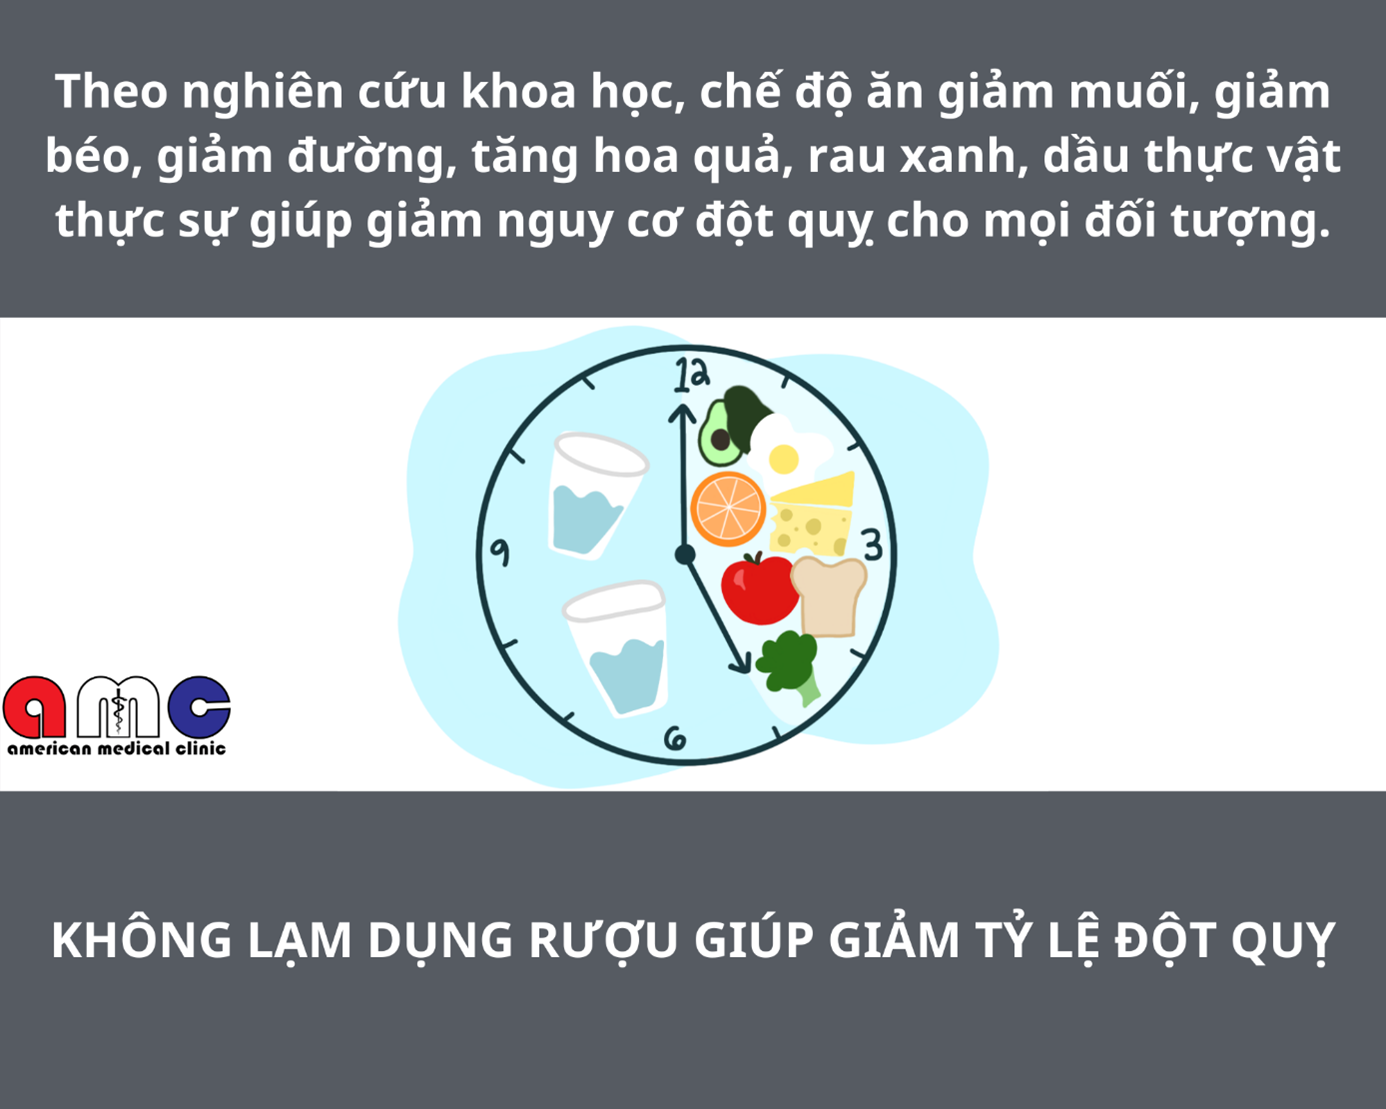 Theo nghiên cứu khoa học, chế độ ăn giảm muối, giảm
béo, giảm đường, tăng hoa quả, rau xanh, dầu thực vật
thực sự giúp giảm nguy cơ đột quỵ cho mọi đối tượng.
12
9
3
6
amc
american medical clinic
KHÔNG LẠM DỤNG RƯỢU GIÚP GIẢM TỶ LỆ ĐỘT QUỴ